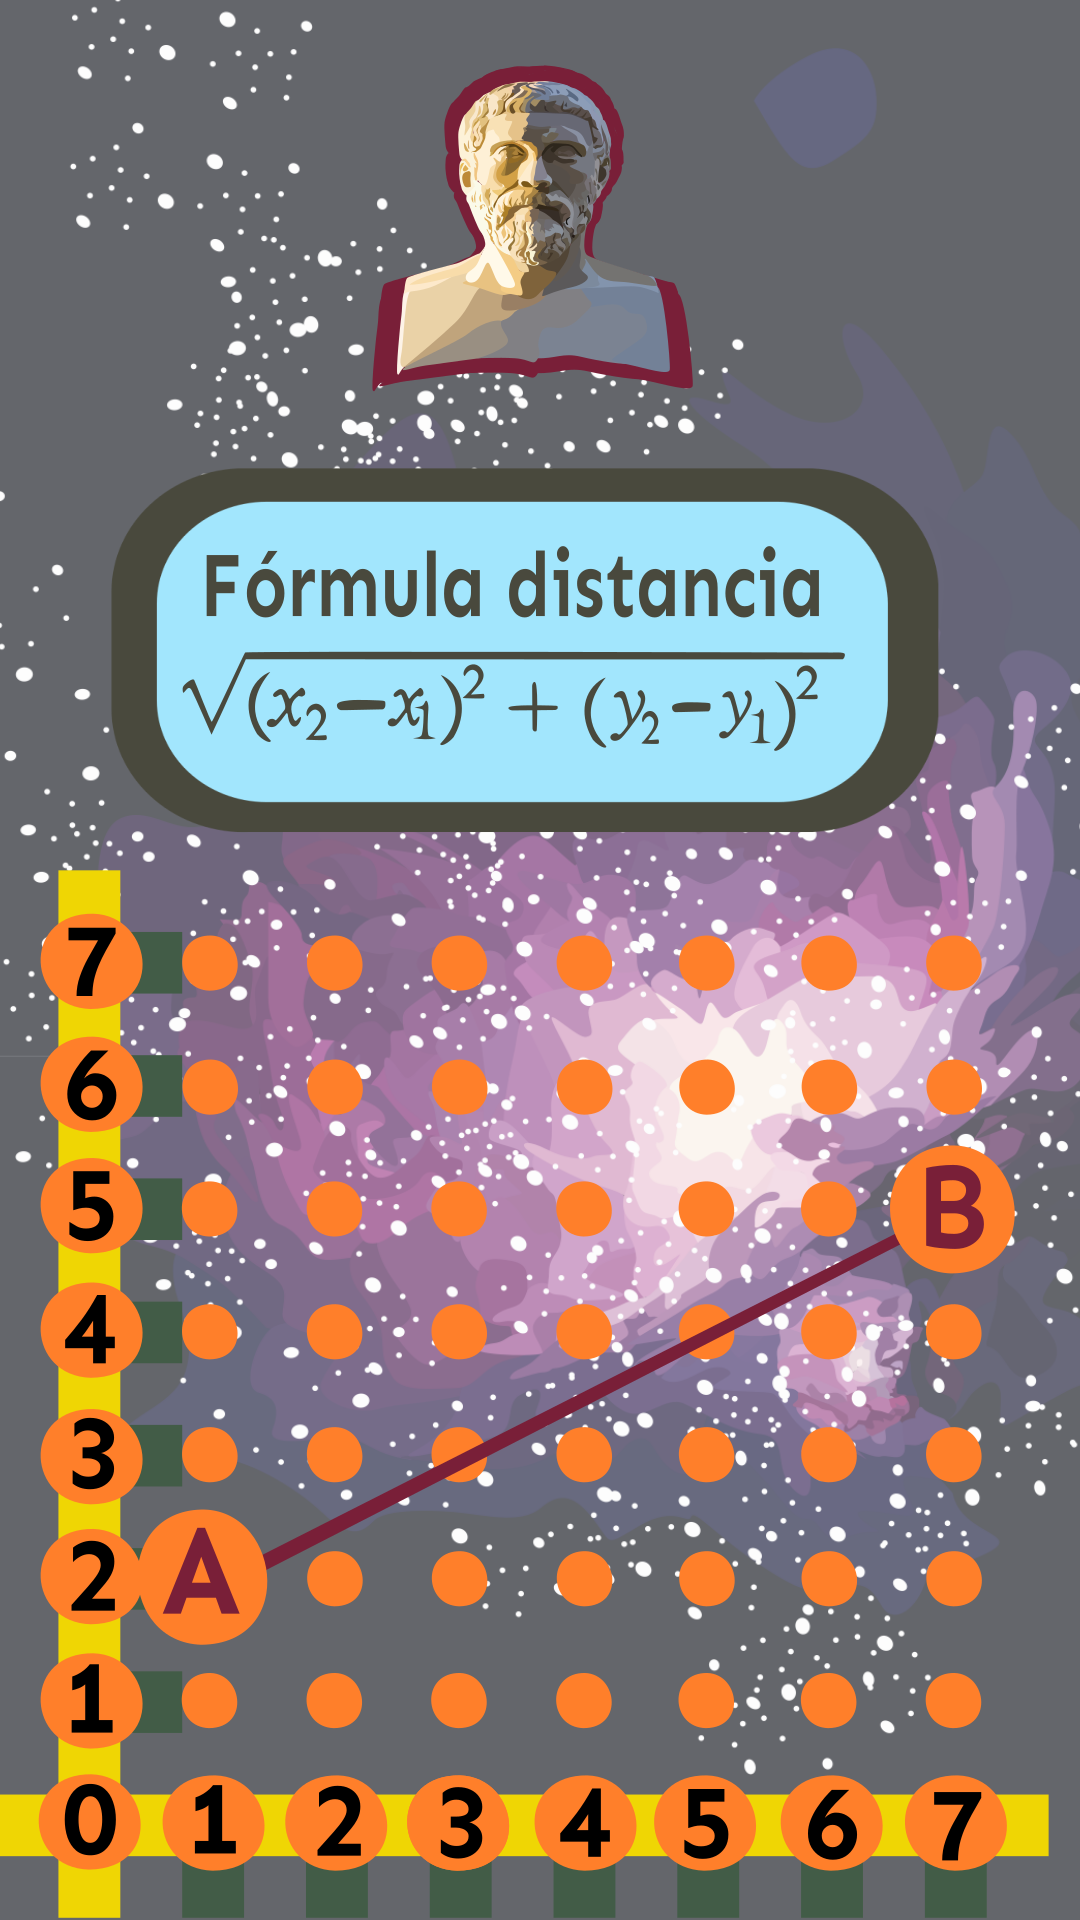 Fórmula distancia
√(x₂−x₁)² + (y₂−y₁)²
7
6
5 B
4
3
2 A
1
0 1 2 3 4 5 6 7